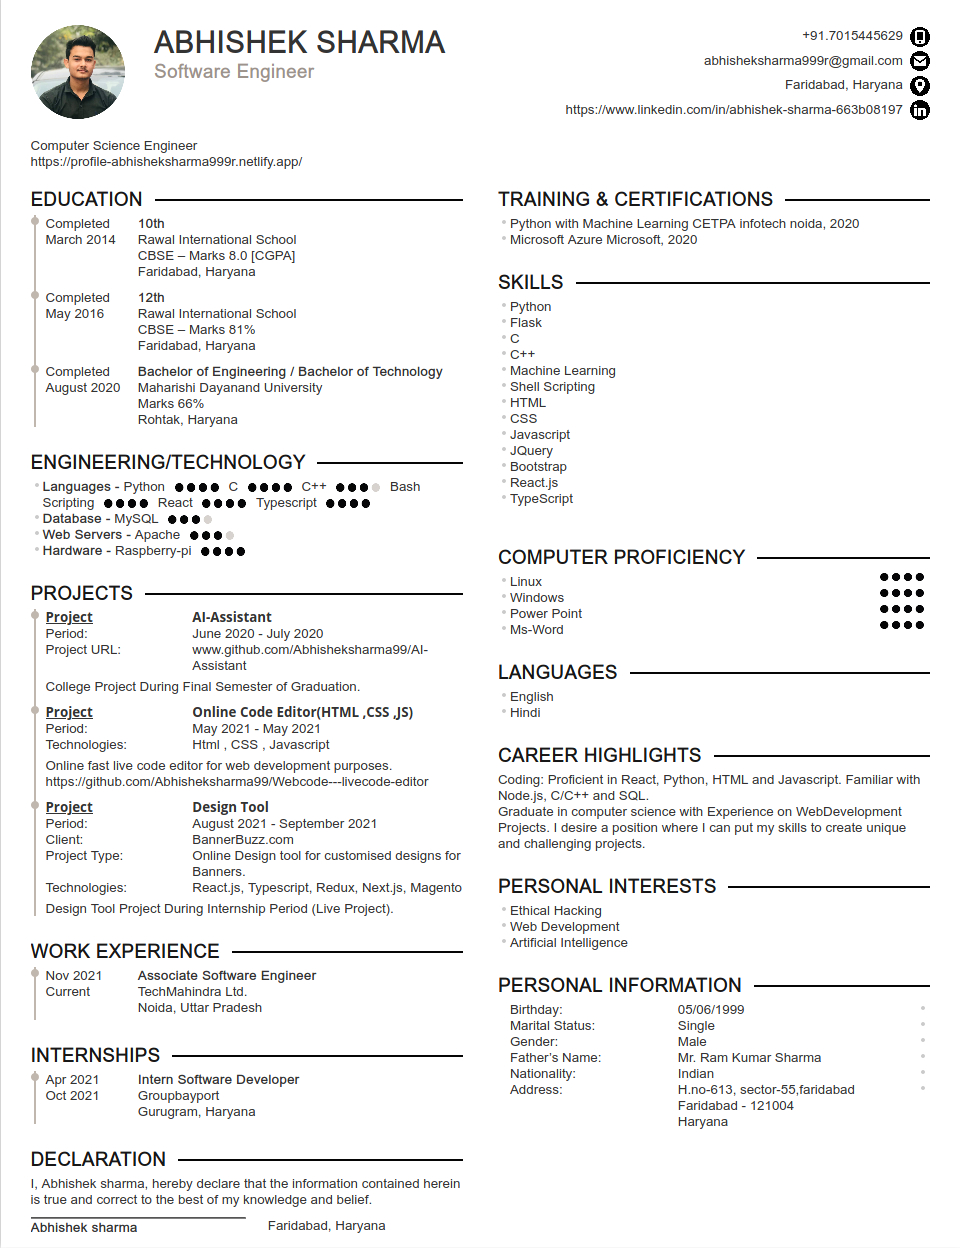 ABHISHEK SHARMA
Software Engineer
+91.7015445629
abhisheksharma999r@gmail.com
Faridabad, Haryana
https://www.linkedin.com/in/abhishek-sharma-663b08197
Computer Science Engineer
https://profile-abhisheksharma999r.netlify.app/
EDUCATION
Completed 10th
March 2014 Rawal International School
CBSE – Marks 8.0 [CGPA]
Faridabad, Haryana
Completed 12th
May 2016 Rawal International School
CBSE – Marks 81%
Faridabad, Haryana
Completed Bachelor of Engineering / Bachelor of Technology
August 2020 Maharishi Dayanand University
Marks 66%
Rohtak, Haryana
ENGINEERING/TECHNOLOGY
Languages - Python C C++ Bash
Scripting React Typescript
Database - MySQL
Web Servers - Apache
Hardware - Raspberry-pi
PROJECTS
Project AI-Assistant
Period: June 2020 - July 2020
Project URL: www.github.com/Abhisheksharma99/AI-
Assistant
College Project During Final Semester of Graduation.
Project Online Code Editor(HTML ,CSS ,JS)
Period: May 2021 - May 2021
Technologies: Html , CSS , Javascript
Online fast live code editor for web development purposes.
https://github.com/Abhisheksharma99/Webcode---livecode-editor
Project Design Tool
Period: August 2021 - September 2021
Client: BannerBuzz.com
Project Type: Online Design tool for customised designs for
Banners.
Technologies: React.js, Typescript, Redux, Next.js, Magento
Design Tool Project During Internship Period (Live Project).
WORK EXPERIENCE
Nov 2021 Associate Software Engineer
Current TechMahindra Ltd.
Noida, Uttar Pradesh
INTERNSHIPS
Apr 2021 Intern Software Developer
Oct 2021 Groupbayport
Gurugram, Haryana
DECLARATION
I, Abhishek sharma, hereby declare that the information contained herein
is true and correct to the best of my knowledge and belief.
Abhishek sharma Faridabad, Haryana
TRAINING & CERTIFICATIONS
Python with Machine Learning CETPA infotech noida, 2020
Microsoft Azure Microsoft, 2020
SKILLS
Python
Flask
C
C++
Machine Learning
Shell Scripting
HTML
CSS
Javascript
JQuery
Bootstrap
React.js
TypeScript
COMPUTER PROFICIENCY
Linux
Windows
Power Point
Ms-Word
LANGUAGES
English
Hindi
CAREER HIGHLIGHTS
Coding: Proficient in React, Python, HTML and Javascript. Familiar with
Node.js, C/C++ and SQL.
Graduate in computer science with Experience on WebDevelopment
Projects. I desire a position where I can put my skills to create unique
and challenging projects.
PERSONAL INTERESTS
Ethical Hacking
Web Development
Artificial Intelligence
PERSONAL INFORMATION
Birthday: 05/06/1999
Marital Status: Single
Gender: Male
Father's Name: Mr. Ram Kumar Sharma
Nationality: Indian
Address: H.no-613, sector-55,faridabad
Faridabad - 121004
Haryana